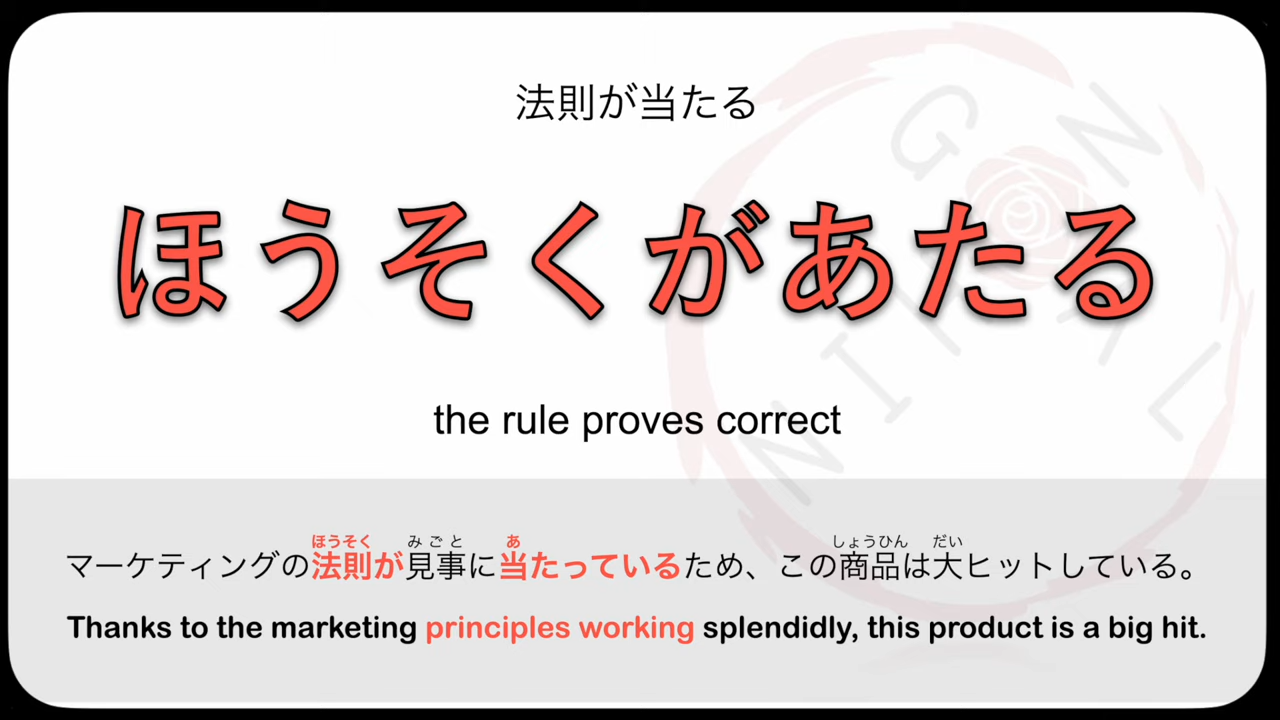 法則が当たる
ほうそくがあたる
the rule proves correct
ほうそく みごと あ しょうひん だい
マーケティングの法則が見事に当たっているため、この商品は大ヒットしている。
Thanks to the marketing principles working splendidly, this product is a big hit.
NIHONGONAL